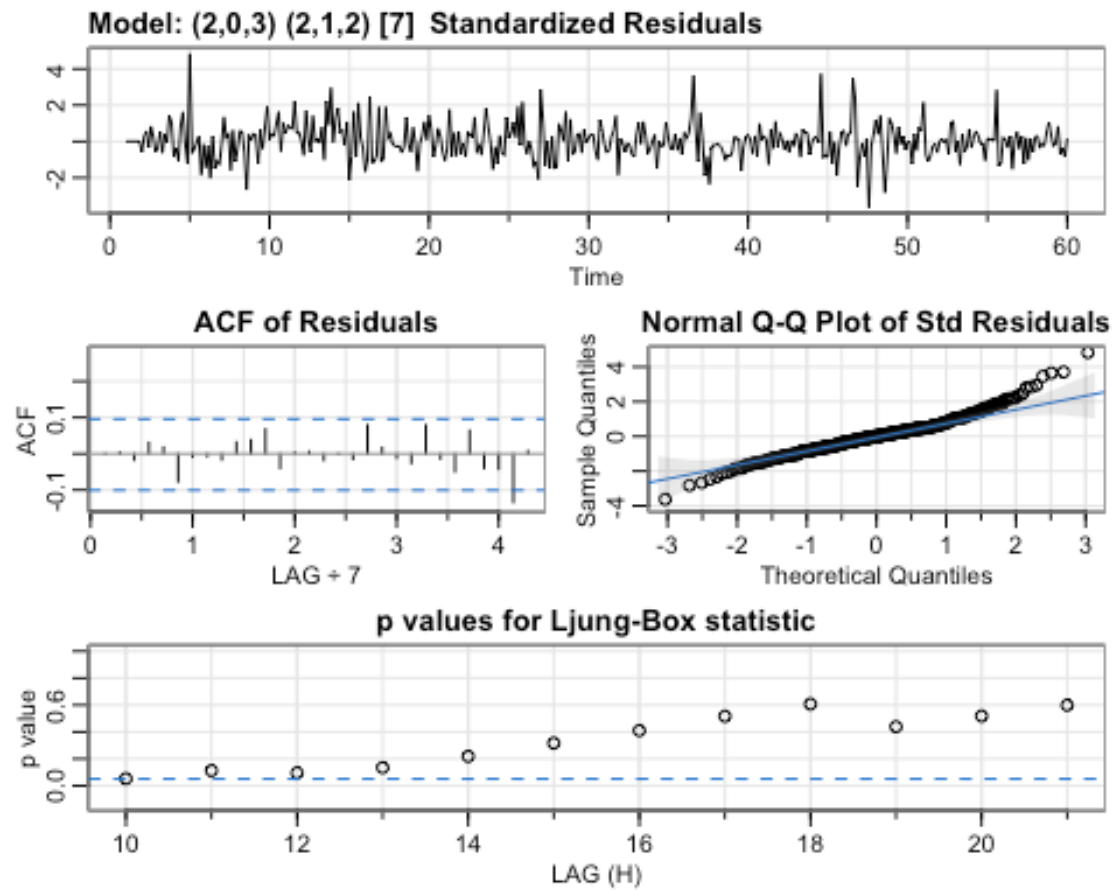 Model: (2,0,3) (2,1,2) [7] Standardized Residuals
4
2
-2
0 10 20 30 40 50 60
Time
ACF of Residuals
ACF
0.1
-0.1
0 1 2 3 4
LAG ÷ 7
Normal Q-Q Plot of Std Residuals
Sample Quantiles
4
2
0
-4
-3 -2 -1 0 1 2 3
Theoretical Quantiles
p values for Ljung-Box statistic
p value
0.6
0.0
10 12 14 16 18 20
LAG (H)